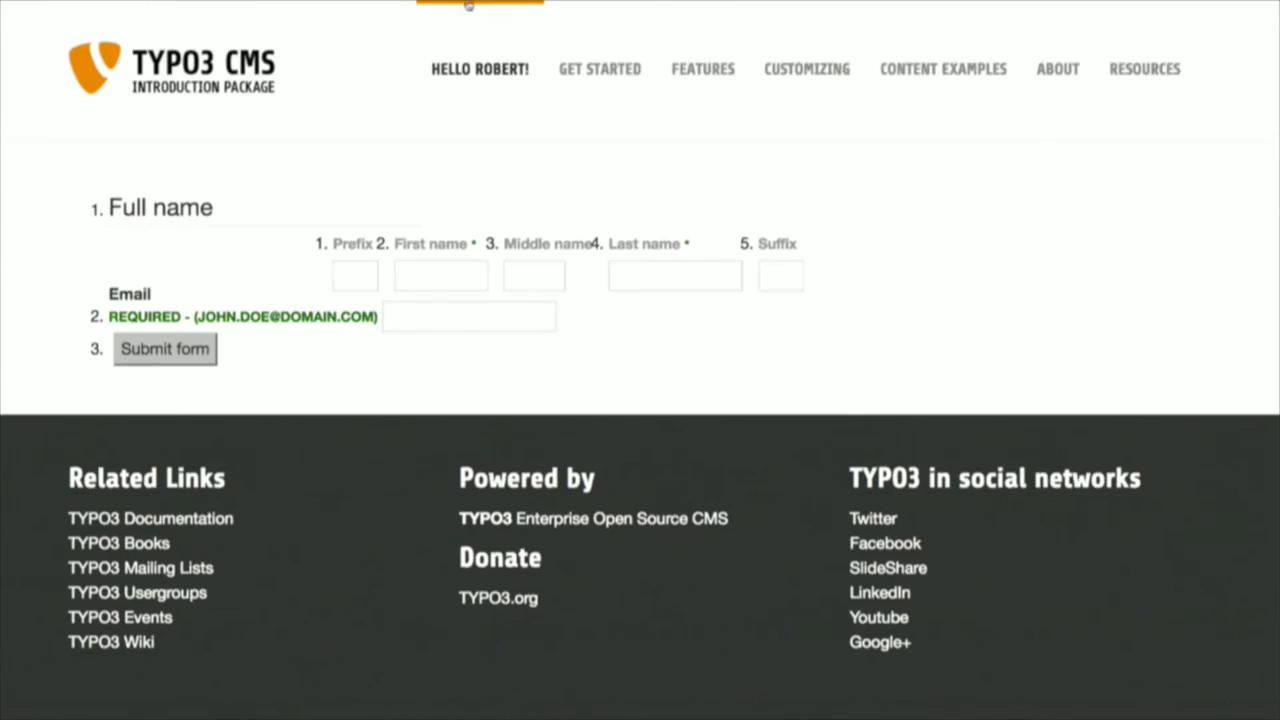 TYPO3 CMS
INTRODUCTION PACKAGE
HELLO ROBERT! GET STARTED FEATURES CUSTOMIZING CONTENT EXAMPLES ABOUT RESOURCES
1. Full name
1. Prefix 2. First name * 3. Middle name 4. Last name * 5. Suffix
Email
2. REQUIRED - (JOHN.DOE@DOMAIN.COM)
3. Submit form
Related Links
TYPO3 Documentation
TYPO3 Books
TYPO3 Mailing Lists
TYPO3 Usergroups
TYPO3 Events
TYPO3 Wiki
Powered by
TYPO3 Enterprise Open Source CMS
Donate
TYPO3.org
TYPO3 in social networks
Twitter
Facebook
SlideShare
LinkedIn
Youtube
Google+